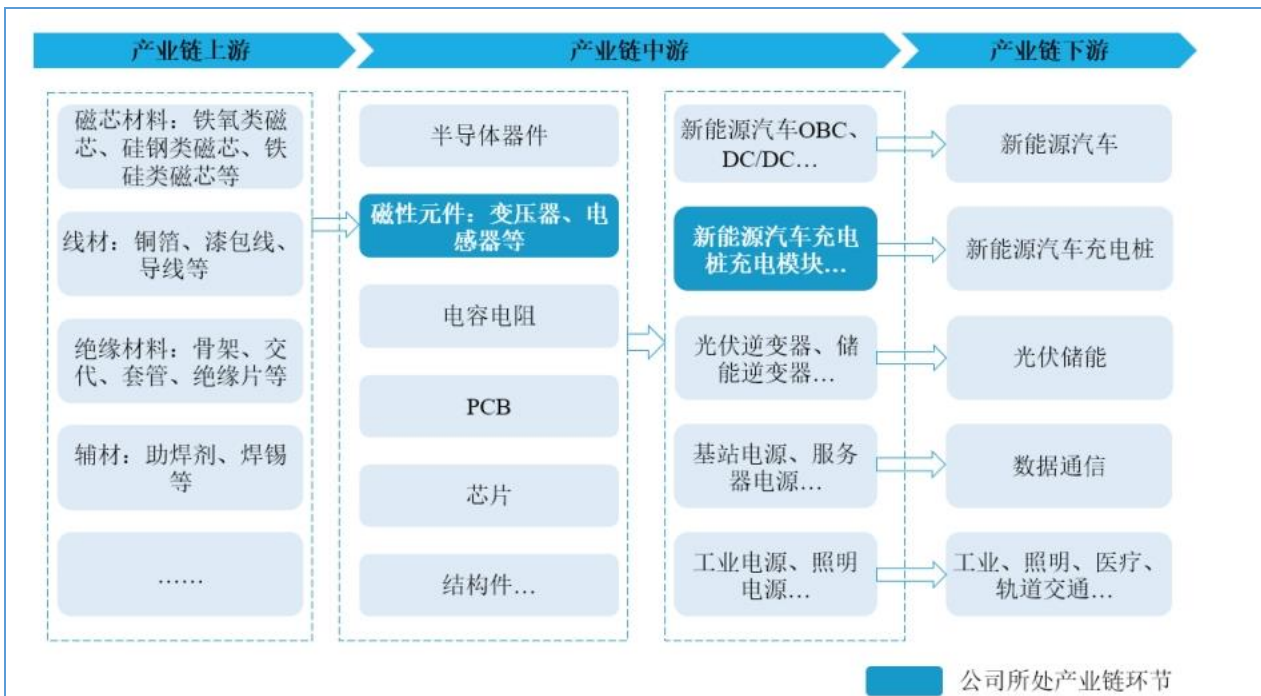 产业链上游
产业链中游
产业链下游
磁芯材料：铁氧类磁
芯、硅钢类磁芯、铁
硅类磁芯等
线材：铜箔、漆包线、
导线等
绝缘材料：骨架、交
代、套管、绝缘片等
辅材：助焊剂、焊锡
等
……
半导体器件
磁性元件：变压器、电
感器等
电容电阻
PCB
芯片
结构件…
新能源汽车OBC、
DC/DC…
新能源汽车充电
桩充电模块…
光伏逆变器、储
能逆变器…
基站电源、服务
器电源…
工业电源、照明
电源…
新能源汽车
新能源汽车充电桩
光伏储能
数据通信
工业、照明、医疗、
轨道交通…
公司所处产业链环节